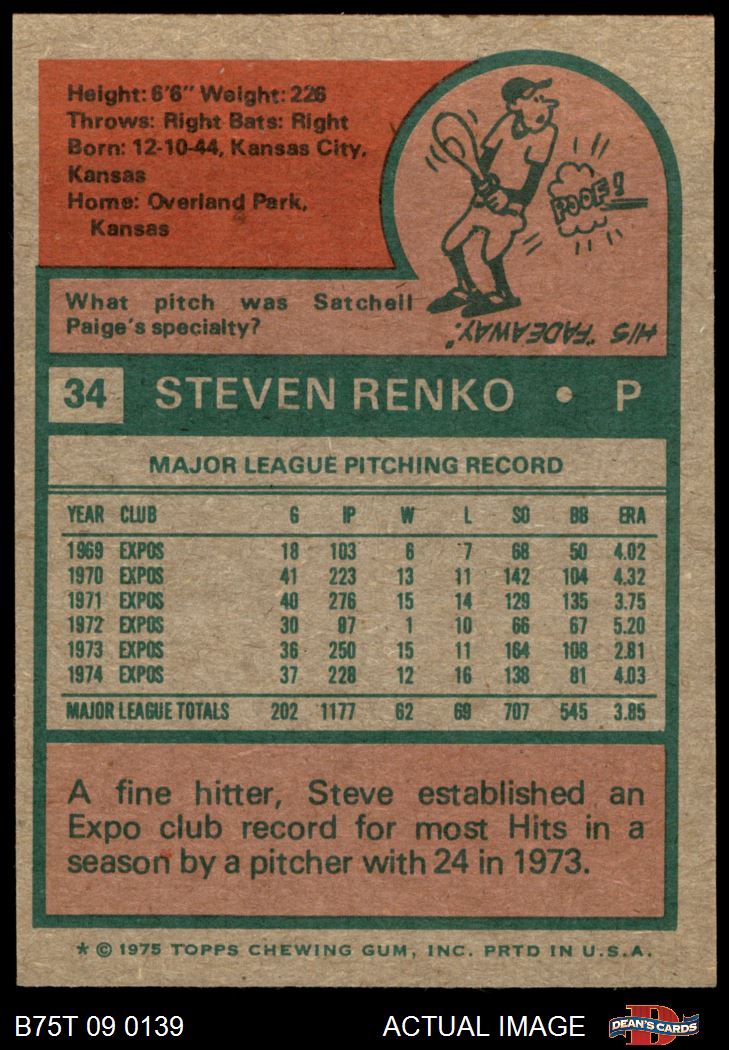 Height: 6'6" Weight: 226
Throws: Right Bats: Right
Born: 12-10-44, Kansas City,
Kansas
Home: Overland Park,
Kansas
POOF!
What pitch was Satchell
Paige's specialty?
HIS "FADEAWAY."
34 STEVEN RENKO • P
MAJOR LEAGUE PITCHING RECORD
YEAR CLUB G IP W L SO BB ERA
1969 EXPOS 18 103 6 7 68 50 4.02
1970 EXPOS 41 223 13 11 142 104 4.32
1971 EXPOS 40 276 15 14 129 135 3.75
1972 EXPOS 30 97 1 10 66 67 5.20
1973 EXPOS 36 250 15 11 164 108 2.81
1974 EXPOS 37 228 12 16 138 81 4.03
MAJOR LEAGUE TOTALS 202 1177 62 69 707 545 3.85
A fine hitter, Steve established an
Expo club record for most Hits in a
season by a pitcher with 24 in 1973.
* © 1975 TOPPS CHEWING GUM, INC. PRTD IN U.S.A.
B75T 09 0139 ACTUAL IMAGE DEAN'S CARDS